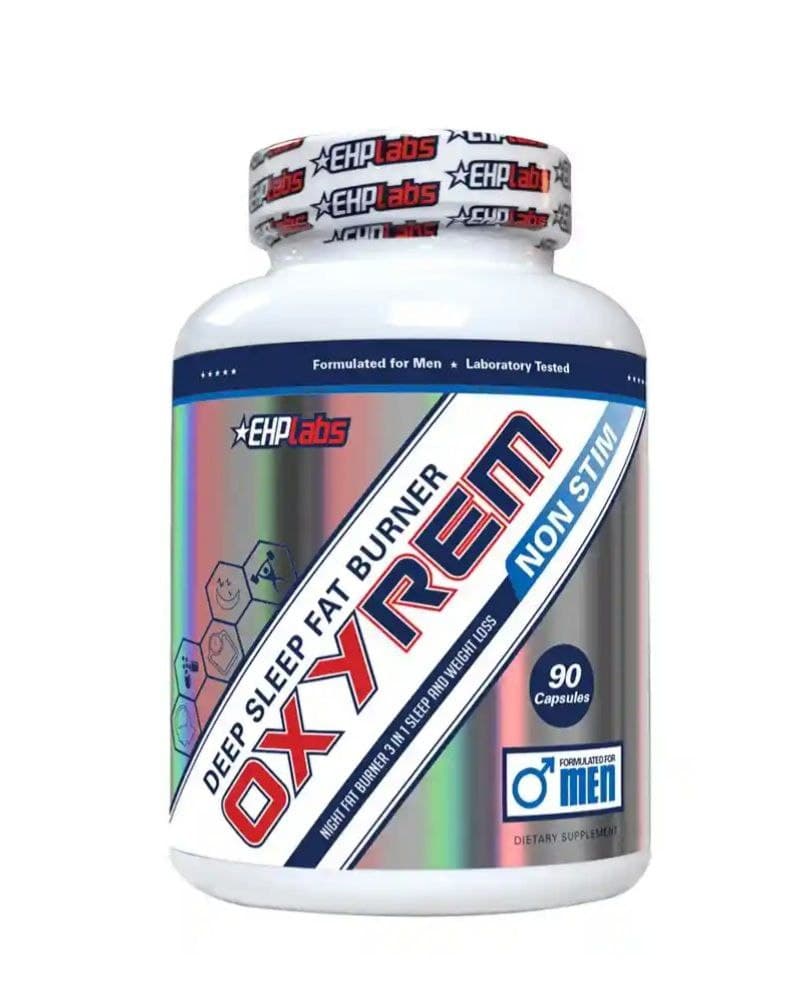 EHPLabs
EHPLabs
EHPLabs
EHPLabs
Formulated for Men ★ Laboratory Tested
EHPLabs
DEEP SLEEP FAT BURNER
OXYREM
NON STIM
NIGHT FAT BURNER 3 IN 1 SLEEP AND WEIGHT LOSS
90
Capsules
FORMULATED FOR
MEN
DIETARY SUPPLEMENT